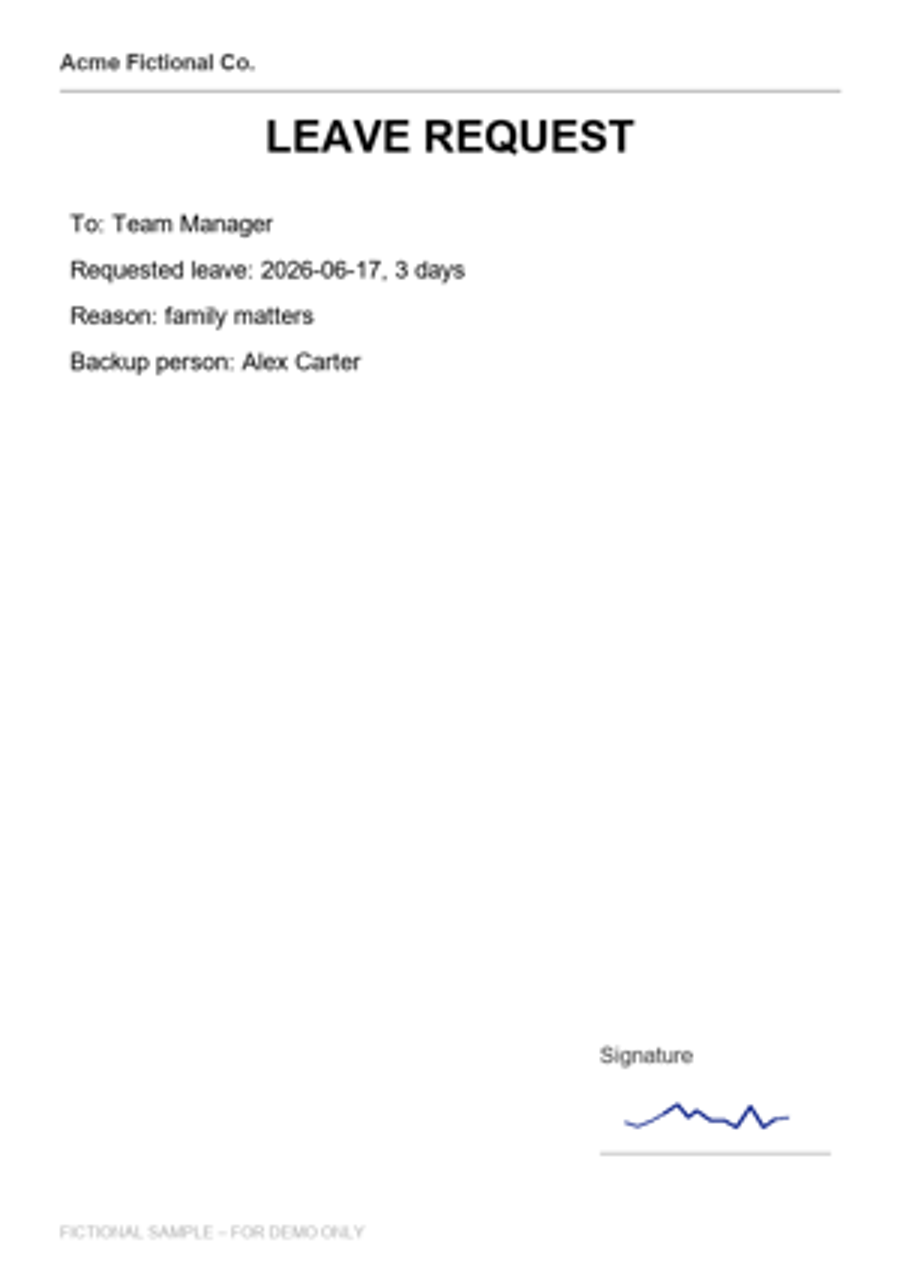 Acme Fictional Co.
LEAVE REQUEST
To: Team Manager
Requested leave: 2026-06-17, 3 days
Reason: family matters
Backup person: Alex Carter
Signature
FICTIONAL SAMPLE – FOR DEMO ONLY